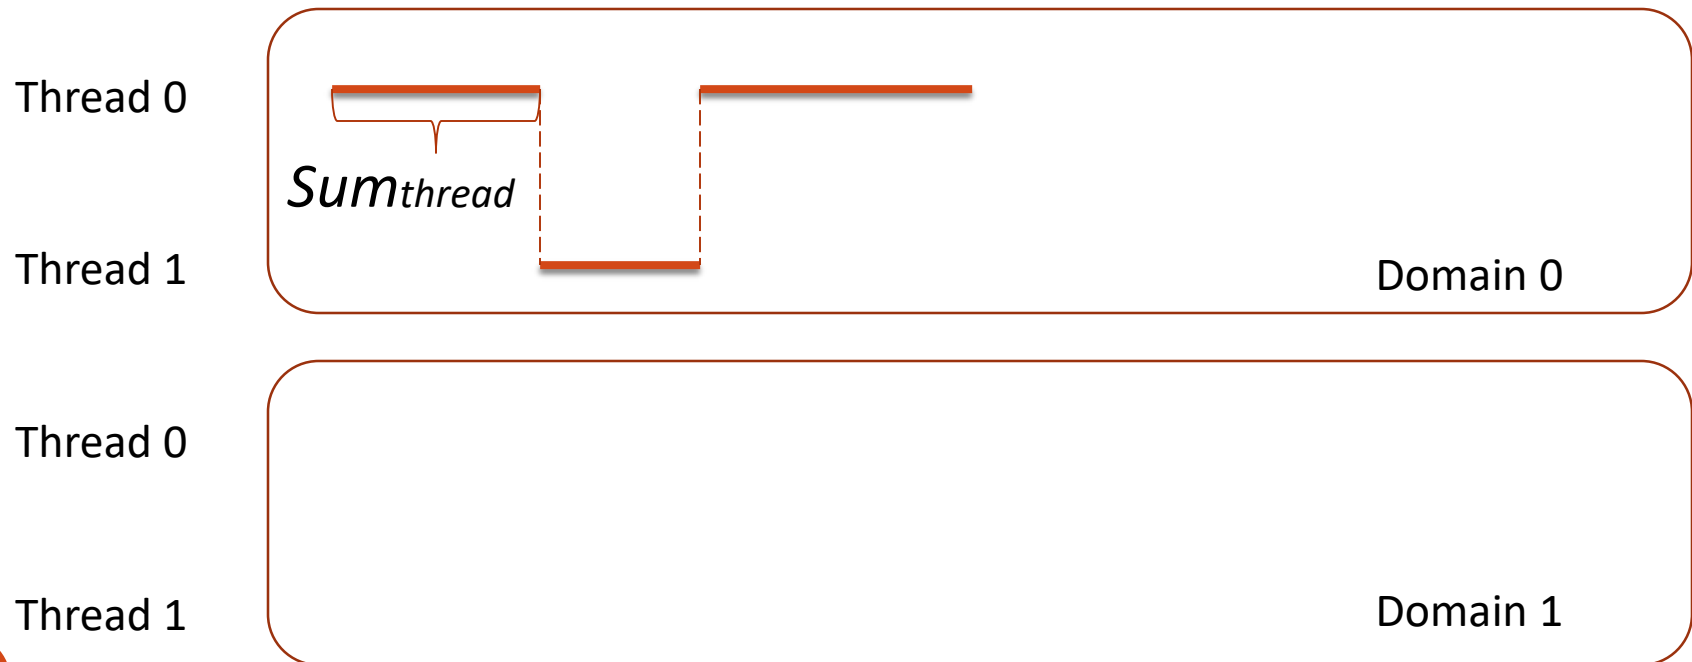 Thread 0
Sumthread
Thread 1
Domain 0
Thread 0
Thread 1
Domain 1